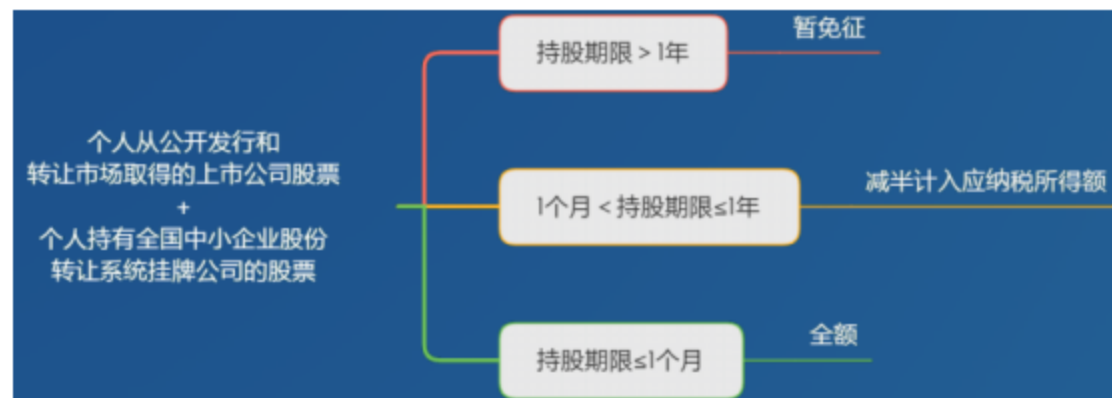 个人从公开发行和
转让市场取得的上市公司股票
+
个人持有全国中小企业股份
转让系统挂牌公司的股票
持股期限＞1年
暂免征
1个月＜持股期限≤1年
减半计入应纳税所得额
持股期限≤1个月
全额